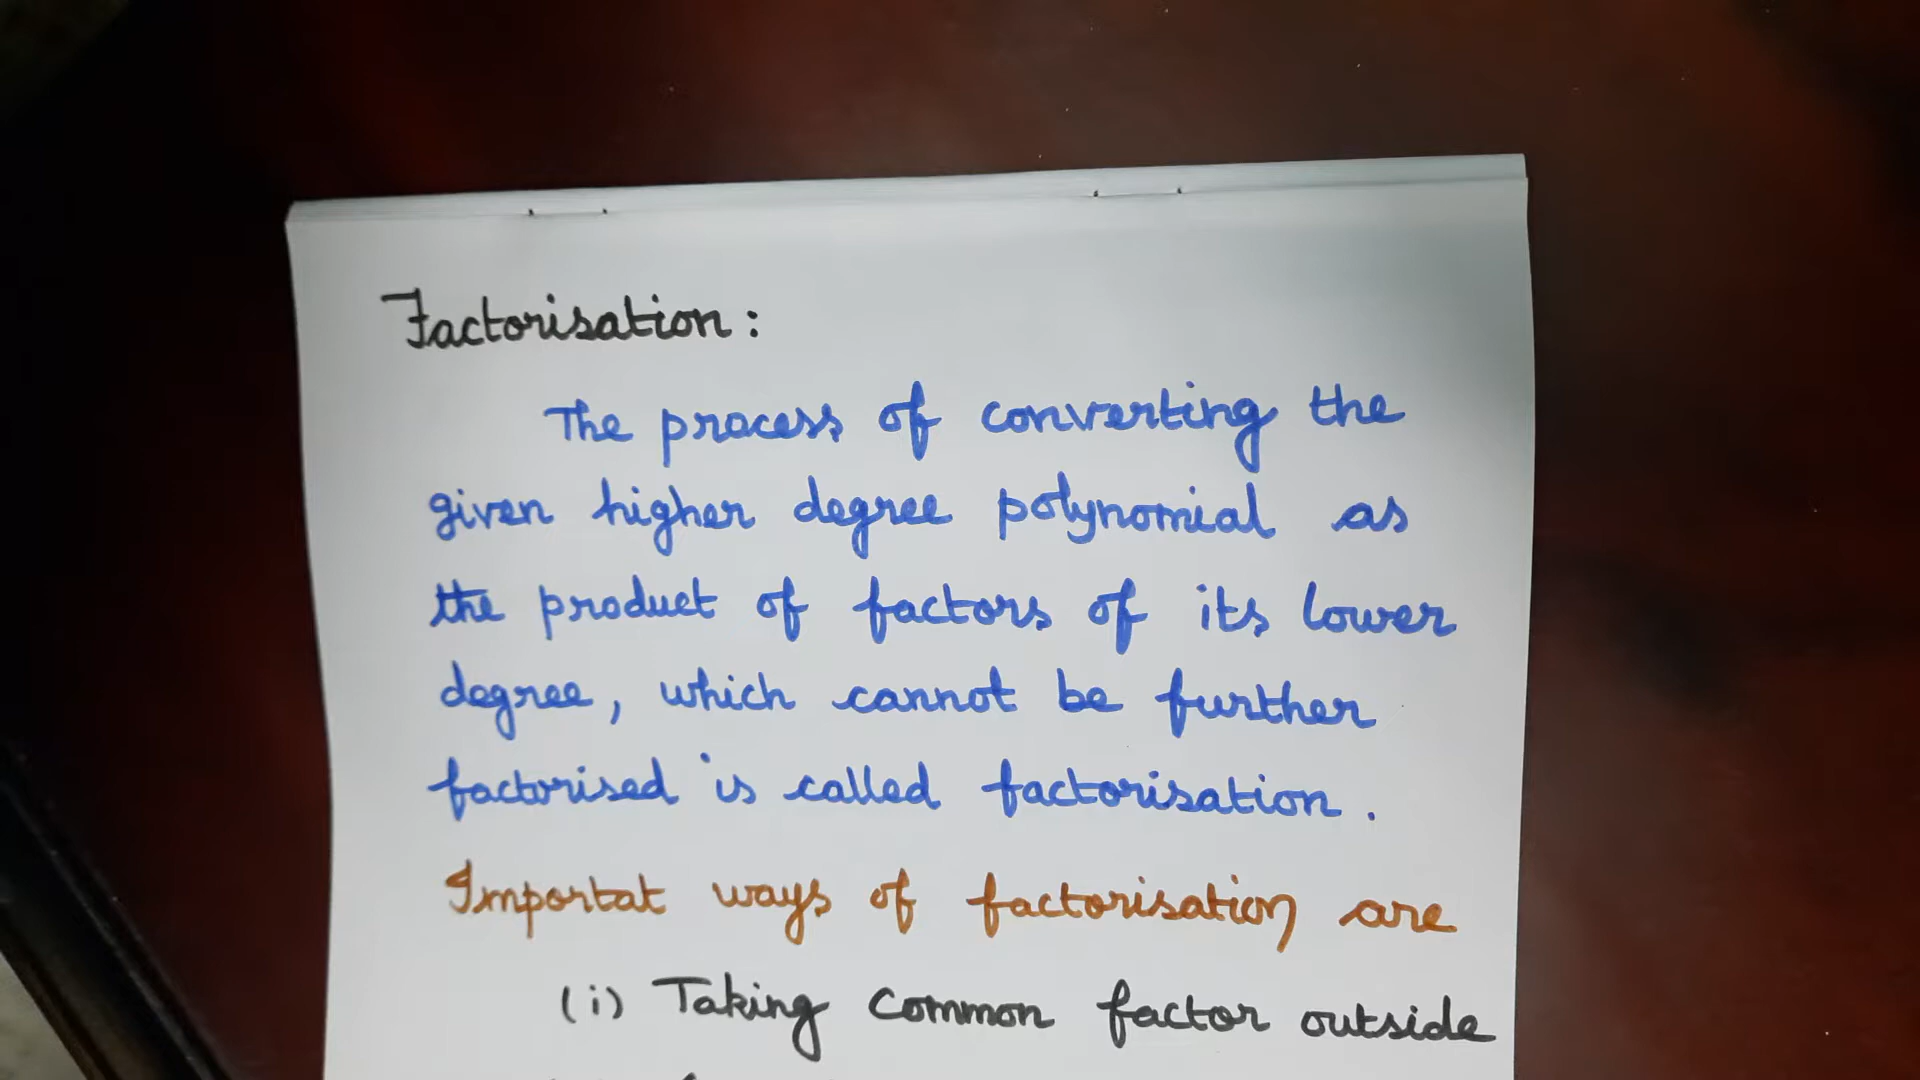 Factorisation:
The process of converting the
given higher degree polynomial as
the product of factors of its lower
degree, which cannot be further
factorised is called factorisation.
Importat ways of factorisation are
(i) Taking common factor outside